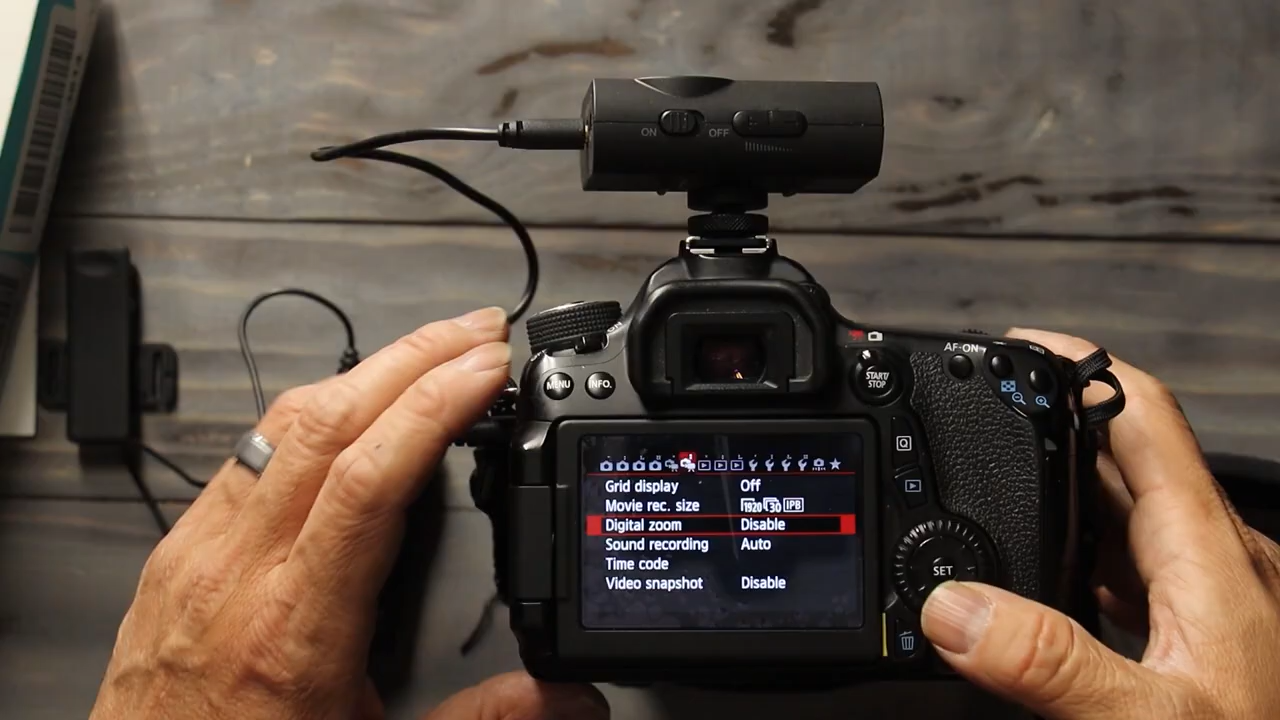 ON OFF
MENU INFO.
START/
STOP
AF-ON
Q
Grid display Off
Movie rec. size 1920 30 IPB
Digital zoom Disable
Sound recording Auto
Time code
Video snapshot Disable
SET